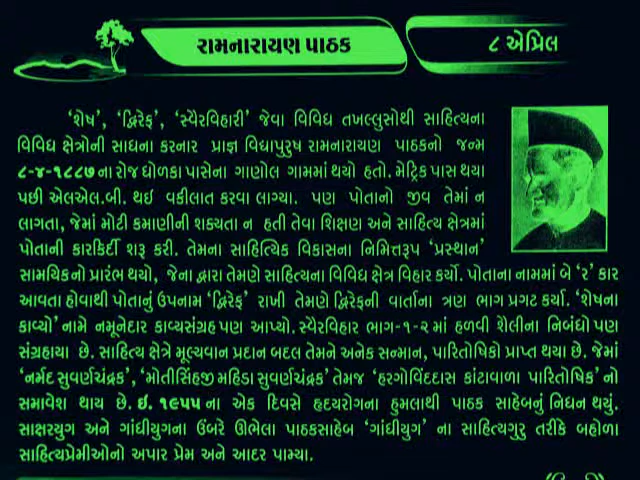 રામનારાયણ પાઠક
૮ એપ્રિલ
'શેષ', 'દ્વિરેફ', 'સ્વૈરવિહારી' જેવા વિવિધ તખલ્લુસોથી સાહિત્યના
વિવિધ ક્ષેત્રોની સાધના કરનાર પ્રાજ્ઞ વિદ્યાપુરુષ રામનારાયણ પાઠકનો જન્મ
૮-૪-૧૮૮૭ ના રોજ ધોળકા પાસેના ગાણોલ ગામમાં થયો હતો. મેટ્રિક પાસ થયા
પછી એલએલ.બી. થઈ વકીલાત કરવા લાગ્યા. પણ પોતાનો જીવ તેમાં ન
લાગતા, જેમાં મોટી કમાણીની શક્યતા ન હતી તેવા શિક્ષણ અને સાહિત્ય ક્ષેત્રમાં
પોતાની કારકિર્દી શરૂ કરી. તેમના સાહિત્યિક વિકાસના નિમિત્તરૂપ 'પ્રસ્થાન'
સામયિકનો પ્રારંભ થયો, જેના દ્વારા તેમણે સાહિત્યના વિવિધ ક્ષેત્ર વિહાર કર્યો. પોતાના નામમાં બે 'ર' કાર
આવતા હોવાથી પોતાનું ઉપનામ 'દ્વિરેફ' રાખી તેમણે દ્વિરેફની વાર્તાના ત્રણ ભાગ પ્રગટ કર્યા. 'શેષના
કાવ્યો' નામે નમૂનેદાર કાવ્યસંગ્રહ પણ આપ્યો. સ્વૈરવિહાર ભાગ-૧-૨ માં હળવી શૈલીના નિબંધો પણ
સંગ્રહાયા છે. સાહિત્ય ક્ષેત્રે મૂલ્યવાન પ્રદાન બદલ તેમને અનેક સન્માન, પારિતોષિકો પ્રાપ્ત થયા છે. જેમાં
'નર્મદ સુવર્ણચંદ્રક', 'મોતીસિંહજી મહિડા સુવર્ણચંદ્રક' તેમજ 'હરગોવિંદદાસ કાંટાવાળા પારિતોષિક' નો
સમાવેશ થાય છે. ઇ. ૧૯૫૫ ના એક દિવસે હૃદયરોગના હુમલાથી પાઠક સાહેબનું નિધન થયું.
સાક્ષરયુગ અને ગાંધીયુગના ઉંબરે ઊભેલા પાઠકસાહેબ 'ગાંધીયુગ' ના સાહિત્યગુરુ તરીકે બહોળા
સાહિત્યપ્રેમીઓનો અપાર પ્રેમ અને આદર પામ્યા.